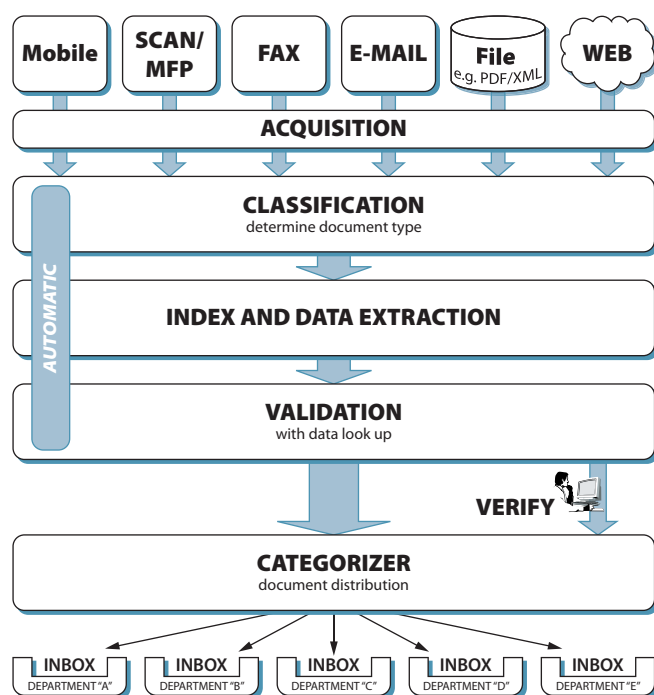 Mobile
SCAN/
MFP
FAX
E-MAIL
File
e.g. PDF/XML
WEB
ACQUISITION
AUTOMATIC
CLASSIFICATION
determine document type
INDEX AND DATA EXTRACTION
VALIDATION
with data look up
VERIFY
CATEGORIZER
document distribution
INBOX
DEPARTMENT “A”
INBOX
DEPARTMENT “B”
INBOX
DEPARTMENT “C”
INBOX
DEPARTMENT “D”
INBOX
DEPARTMENT “E”